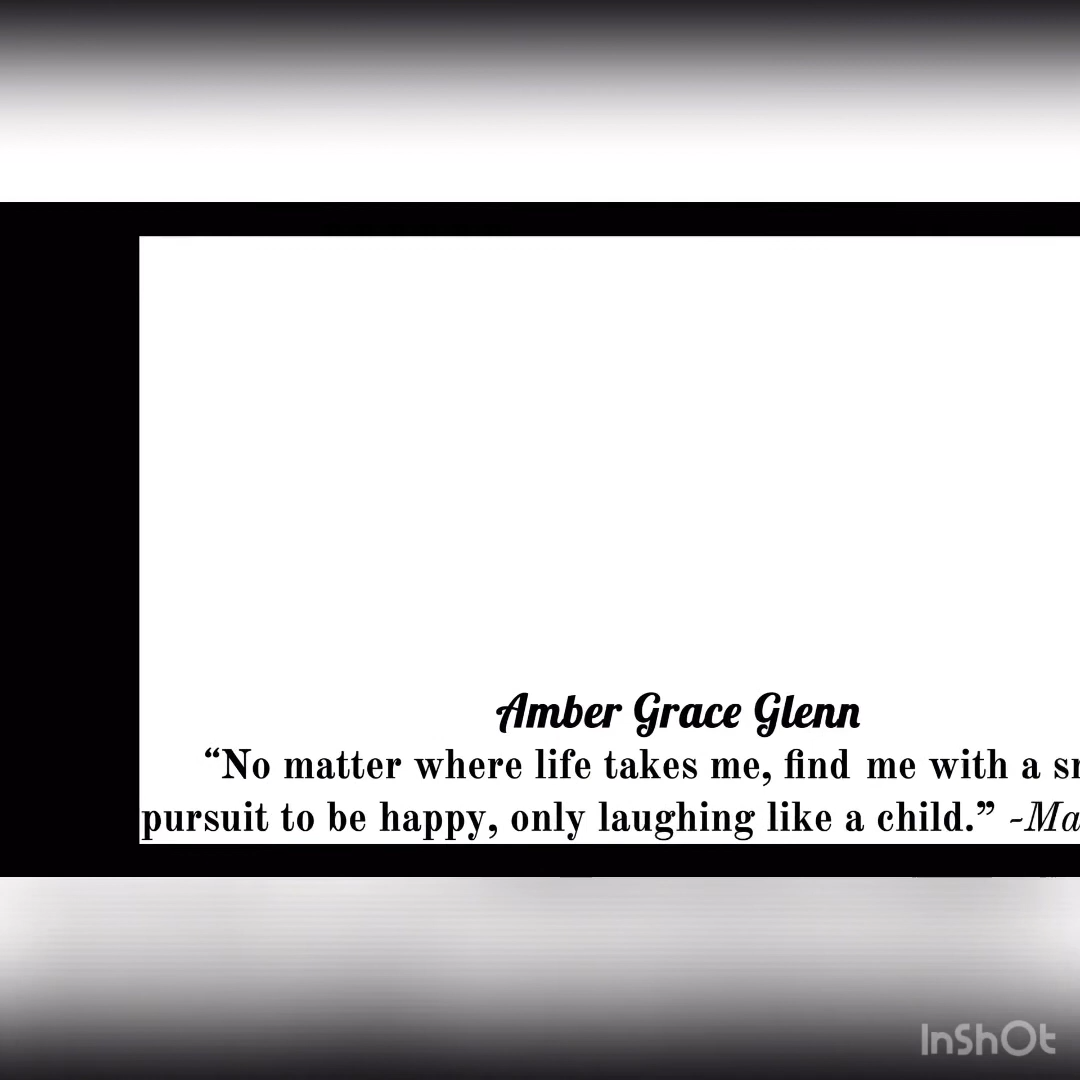 Amber Grace Glenn
“No matter where life takes me, find me with a
pursuit to be happy, only laughing like a child.”
InShOt